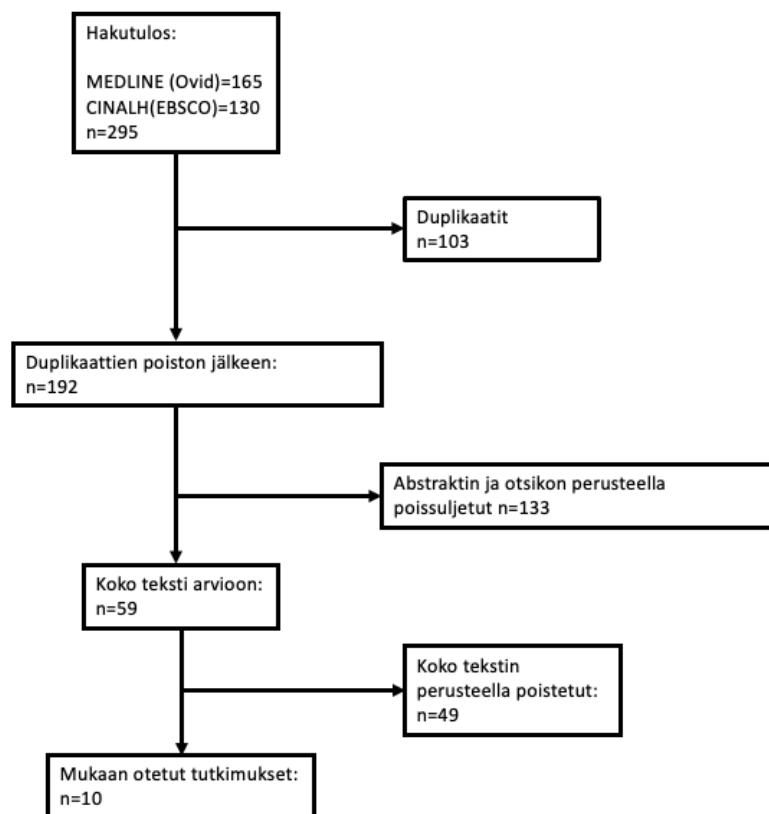 Hakutulos:
MEDLINE (Ovid)=165
CINALH(EBSCO)=130
n=295
Duplikaatit
n=103
Duplikaattien poiston jälkeen:
n=192
Abstraktin ja otsikon perusteella
poissuljetut n=133
Koko teksti arvioon:
n=59
Koko tekstin
perusteella poistetut:
n=49
Mukaan otetut tutkimukset:
n=10